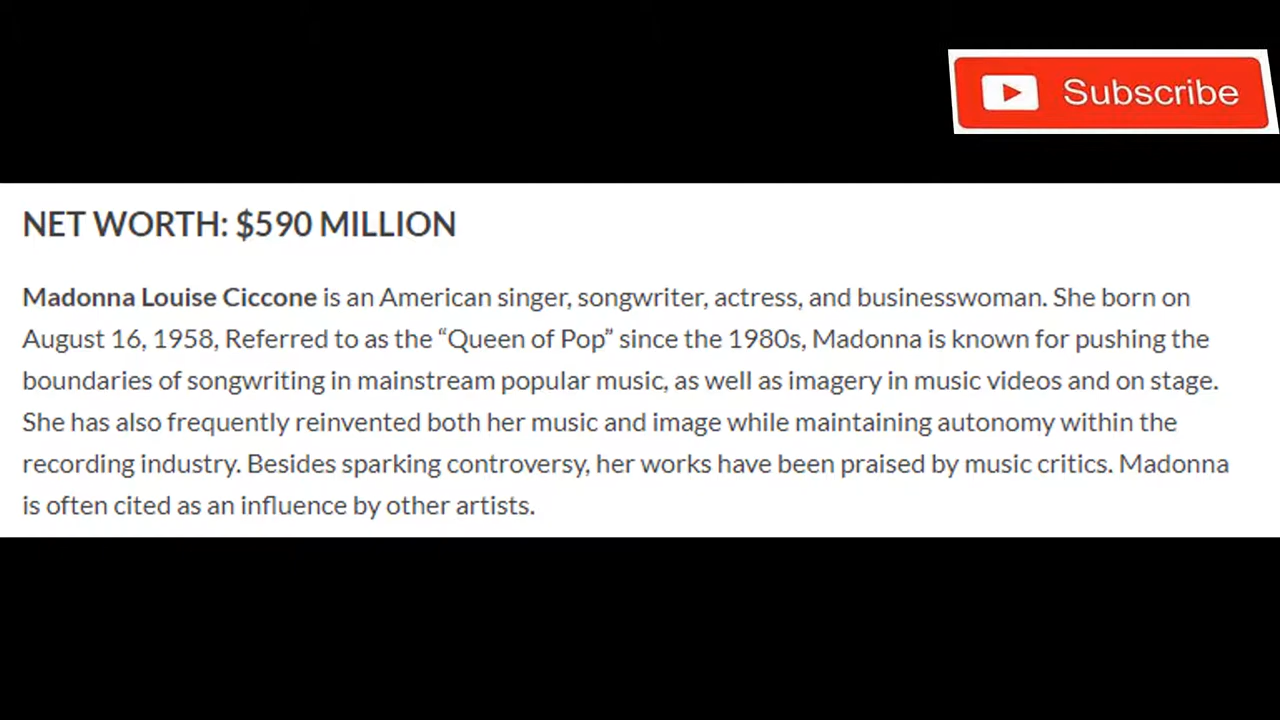 Subscribe
NET WORTH: $590 MILLION
Madonna Louise Ciccone is an American singer, songwriter, actress, and businesswoman. She born on
August 16, 1958, Referred to as the “Queen of Pop” since the 1980s, Madonna is known for pushing the
boundaries of songwriting in mainstream popular music, as well as imagery in music videos and on stage.
She has also frequently reinvented both her music and image while maintaining autonomy within the
recording industry. Besides sparking controversy, her works have been praised by music critics. Madonna
is often cited as an influence by other artists.